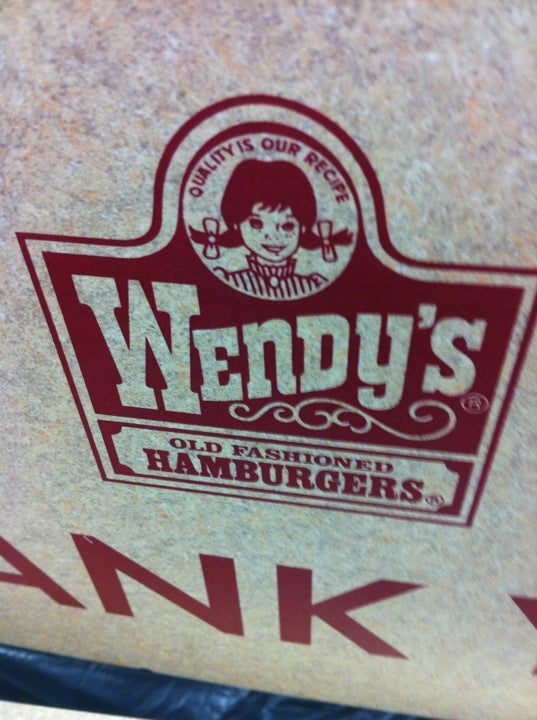 QUALITY IS OUR RECIPE
WENDY'S®
OLD FASHIONED
HAMBURGERS®
ANK Y